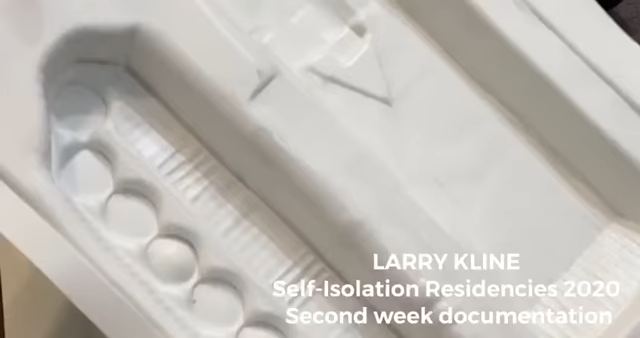 LARRY KLINE
Self-Isolation Residencies 2020
Second week documentation